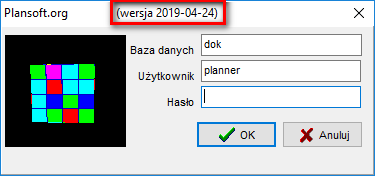 Plansoft.org (wersja 2019-04-24)
Baza danych dok
Użytkownik planner
Hasło
OK Anuluj